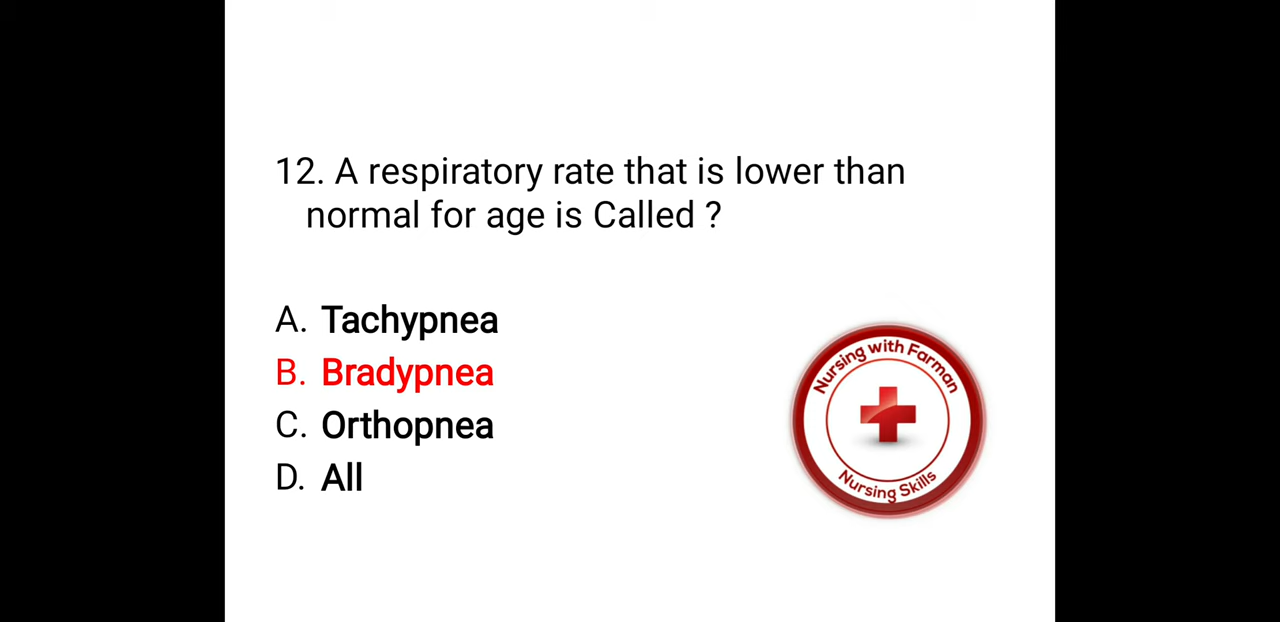 12. A respiratory rate that is lower than
normal for age is Called ?
A. Tachypnea
B. Bradypnea
C. Orthopnea
D. All
Nursing with Farman
Nursing Skills